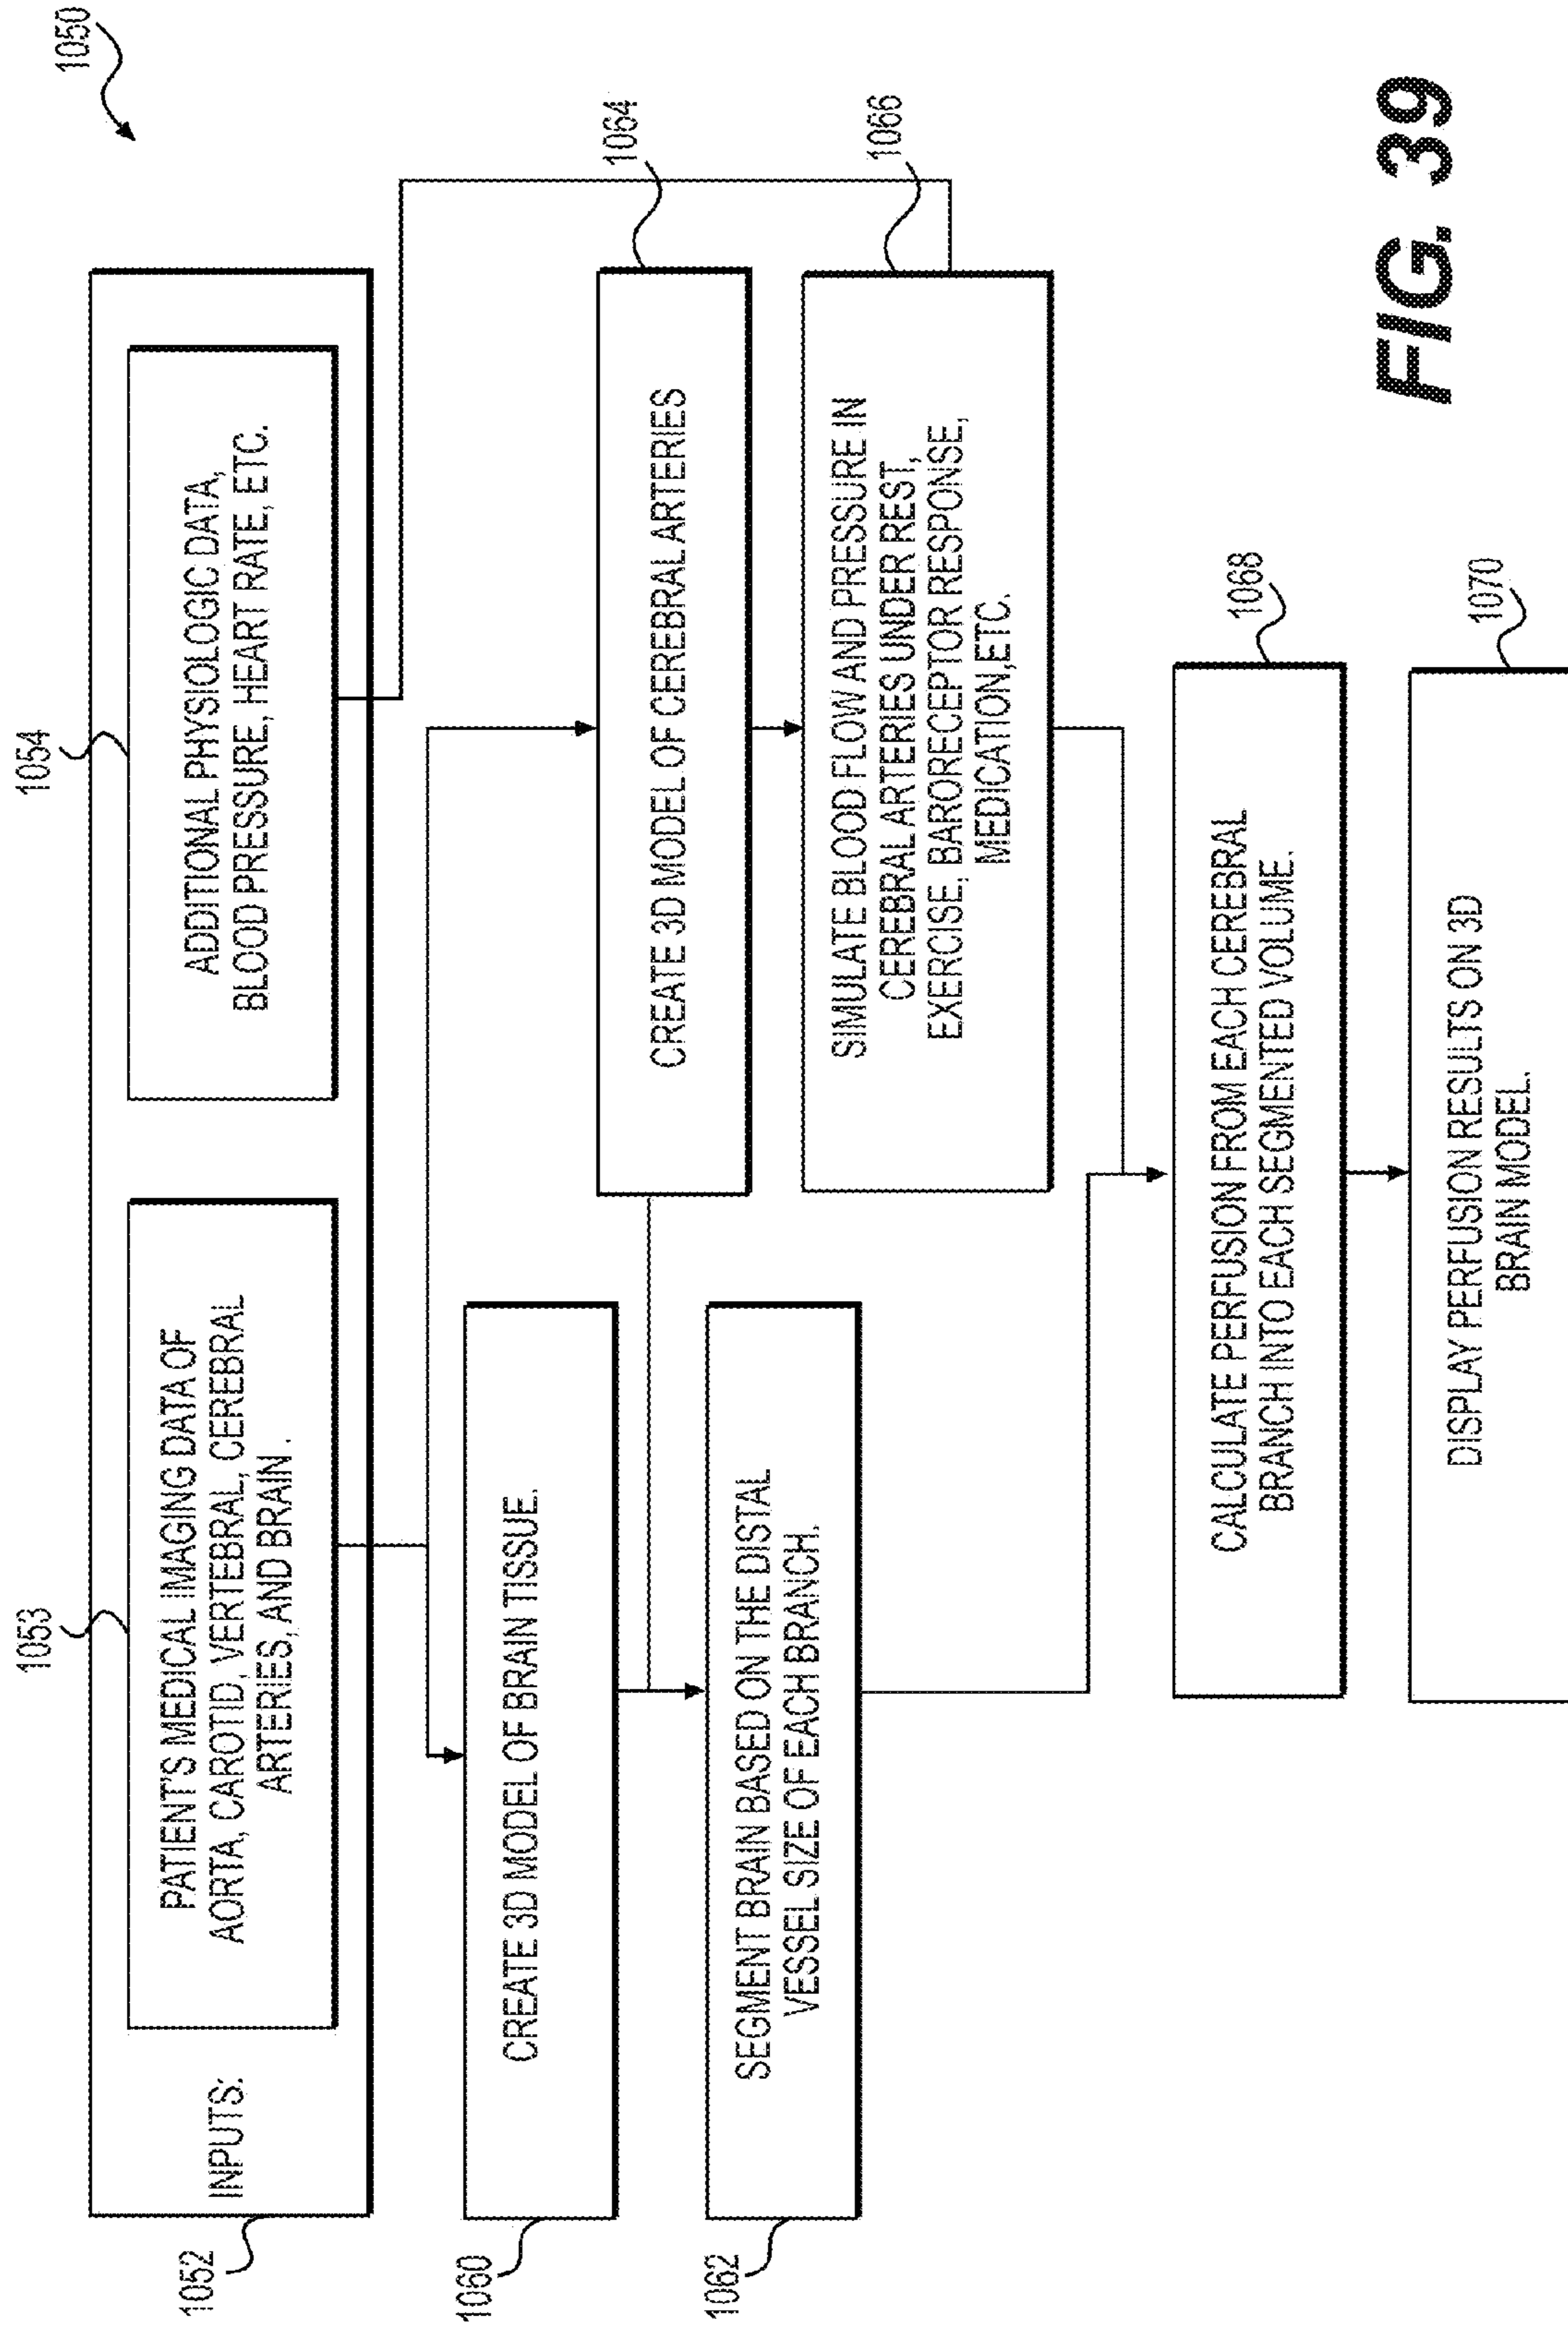 1050
1052
INPUTS:
1053
PATIENT'S MEDICAL IMAGING DATA OF
AORTA, CAROTID, VERTEBRAL, CEREBRAL
ARTERIES, AND BRAIN .
1054
ADDITIONAL PHYSIOLOGIC DATA,
BLOOD PRESSURE, HEART RATE, ETC.
1060
CREATE 3D MODEL OF BRAIN TISSUE.
1064
CREATE 3D MODEL OF CEREBRAL ARTERIES
1062
SEGMENT BRAIN BASED ON THE DISTAL
VESSEL SIZE OF EACH BRANCH.
1066
SIMULATE BLOOD FLOW AND PRESSURE IN
CEREBRAL ARTERIES UNDER REST,
EXERCISE, BARORECEPTOR RESPONSE,
MEDICATION,ETC.
1068
CALCULATE PERFUSION FROM EACH CEREBRAL
BRANCH INTO EACH SEGMENTED VOLUME.
1070
DISPLAY PERFUSION RESULTS ON 3D
BRAIN MODEL.
FIG. 39